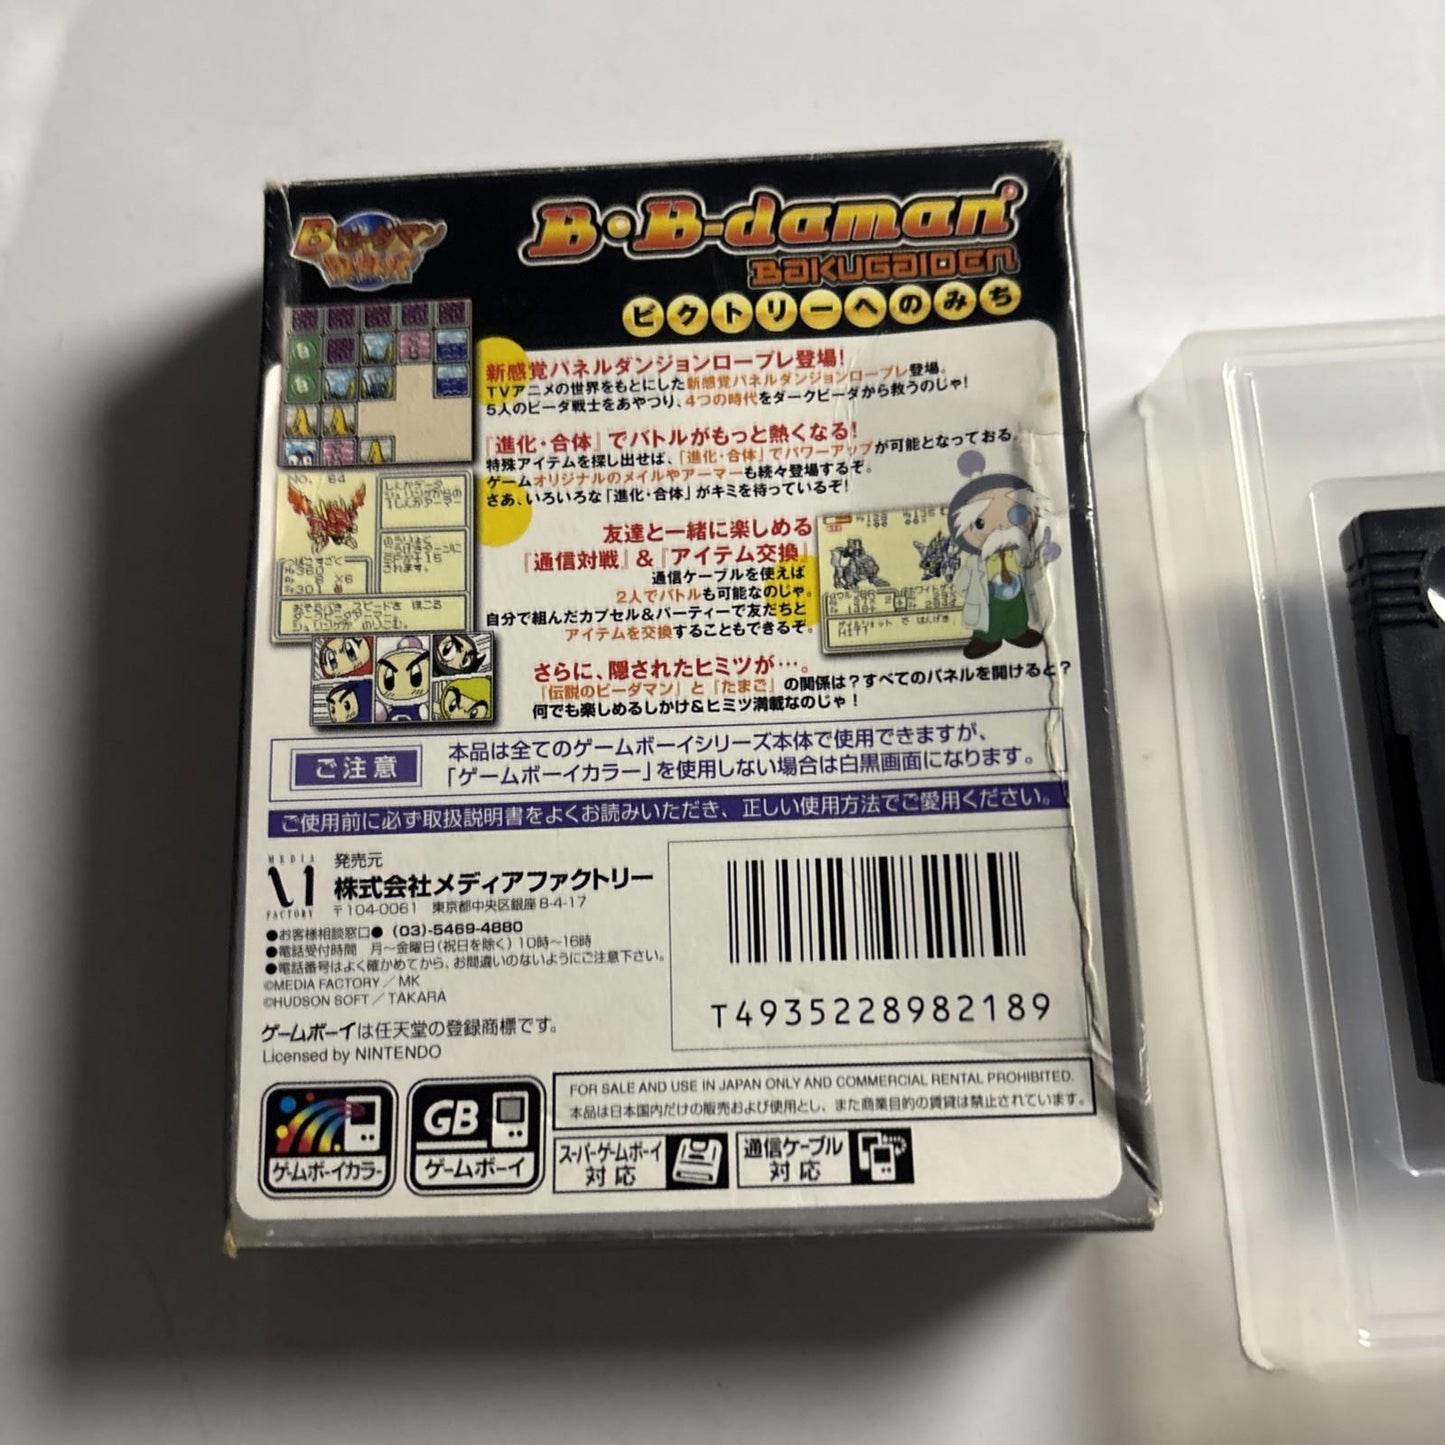 Bビーダマン
爆外伝
B・B-daman
BAKUGAIDEN
ビクトリーへのみち
新感覚パネルダンジョンロープレ登場!
TVアニメの世界をもとにした新感覚パネルダンジョンロープレ登場。
5人のビーダ戦士をあやつり、4つの時代をダークビーダから救うのじゃ!
『進化・合体』でバトルがもっと熱くなる!
特殊アイテムを探し出せば、「進化・合体」でパワーアップが可能となっておる。
ゲームオリジナルのメイルやアーマーも続々登場するぞ。
さあ、いろいろな「進化・合体」がキミを待っているぞ!
No. 64
友達と一緒に楽しめる
『通信対戦』&『アイテム交換』
通信ケーブルを使えば
2人でバトルも可能なのじゃ。
自分で組んだカプセル&パーティーで友だちと
アイテムを交換することもできるぞ。
さらに、隠されたヒミツが…。
『伝説のビーダマン』と『たまご』の関係は?すべてのパネルを開けると?
何でも楽しめるしかけ&ヒミツ満載なのじゃ!
ご注意
本品は全てのゲームボーイシリーズ本体で使用できますが、
「ゲームボーイカラー」を使用しない場合は白黒画面になります。
ご使用前に必ず取扱説明書をよくお読みいただき、正しい使用方法でご愛用ください。
MEDIA
FACTORY
発売元
株式会社メディアファクトリー
〒104-0061 東京都中央区銀座8-4-17
●お客様相談窓口● (03)-5469-4880
●電話受付時間 月〜金曜日(祝日を除く)10時〜16時
●電話番号はよく確かめてから、お間違いのないようにご注意下さい。
©MEDIA FACTORY/MK
©HUDSON SOFT/TAKARA
ゲームボーイは任天堂の登録商標です。
Licensed by NINTENDO
T4935228982189
FOR SALE AND USE IN JAPAN ONLY AND COMMERCIAL RENTAL PROHIBITED.
本品は日本国内だけの販売および使用とし、また商業目的の賃貸は禁止されています。
ゲームボーイカラー
GB
ゲームボーイ
スーパーゲームボーイ
対応
通信ケーブル
対応